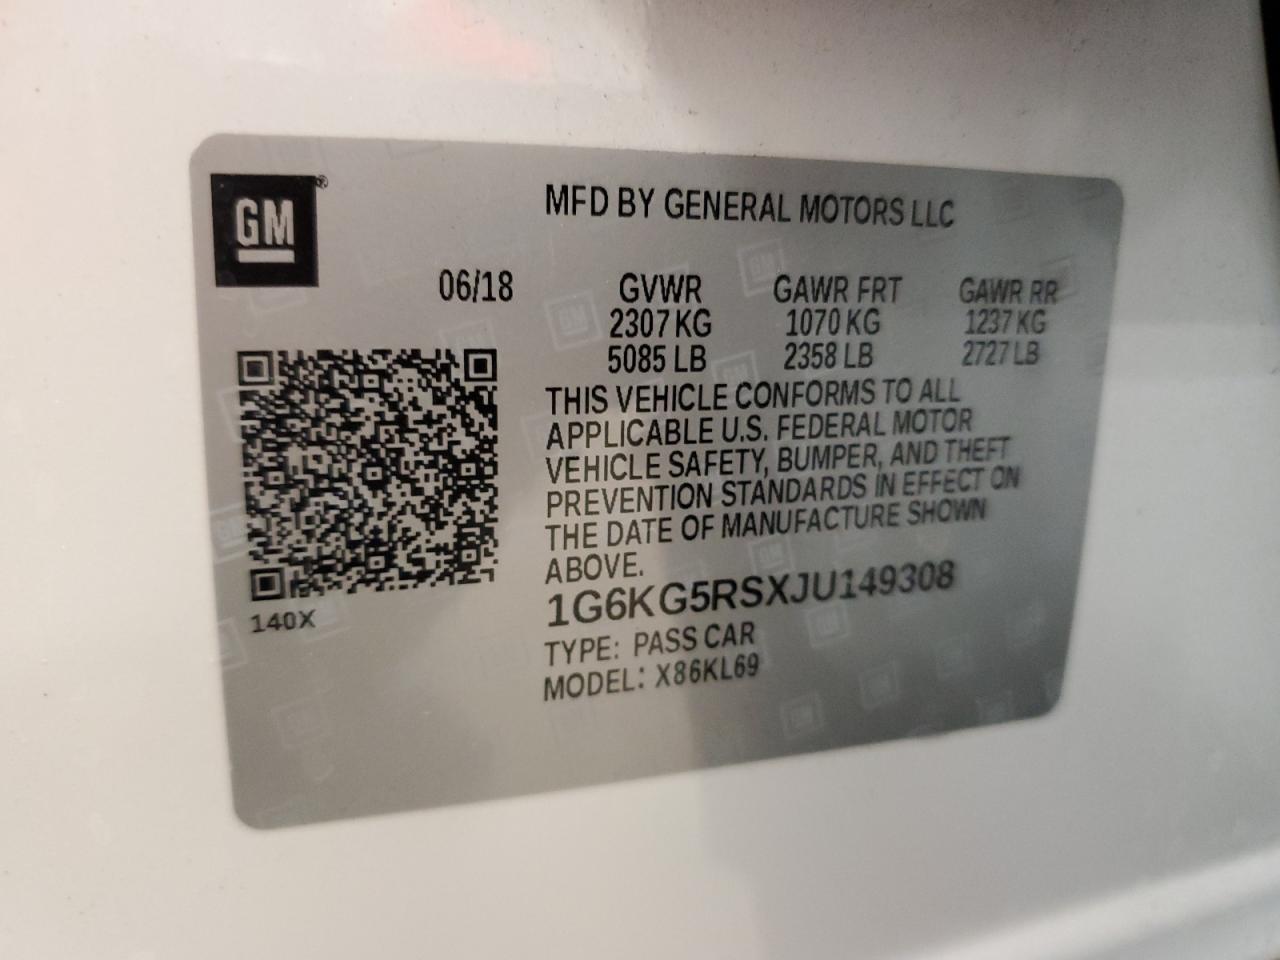 GM®
MFD BY GENERAL MOTORS LLC
06/18
GVWR GAWR FRT GAWR RR
2307 KG 1070 KG 1237 KG
5085 LB 2358 LB 2727 LB
THIS VEHICLE CONFORMS TO ALL
APPLICABLE U.S. FEDERAL MOTOR
VEHICLE SAFETY, BUMPER, AND THEFT
PREVENTION STANDARDS IN EFFECT ON
THE DATE OF MANUFACTURE SHOWN
ABOVE.
1G6KG5RSXJU149308
140X
TYPE: PASS CAR
MODEL: X86KL69